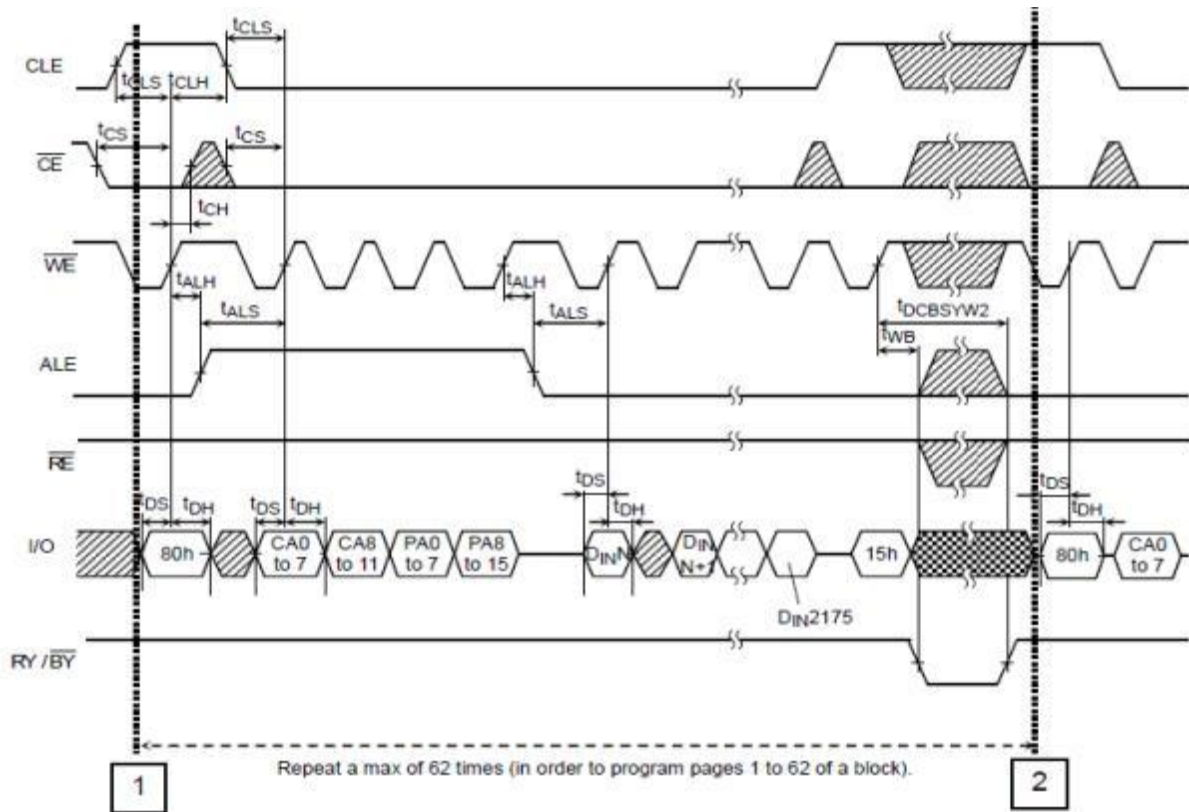 tCLS
CLE
tCLS tCLH
tCS tCS
CE
tCH
WE
tALH tALH
tALS tALS
tDCBSYW2
tWB
ALE
RE
tDS tDH tDS tDH tDS tDH tDS tDH
I/O
80h
CA0 to 7
CA8 to 11
PA0 to 7
PA8 to 15
DIN N
DIN N+1
15h
80h
CA0 to 7
DIN2175
RY / BY
Repeat a max of 62 times (in order to program pages 1 to 62 of a block).
1 2